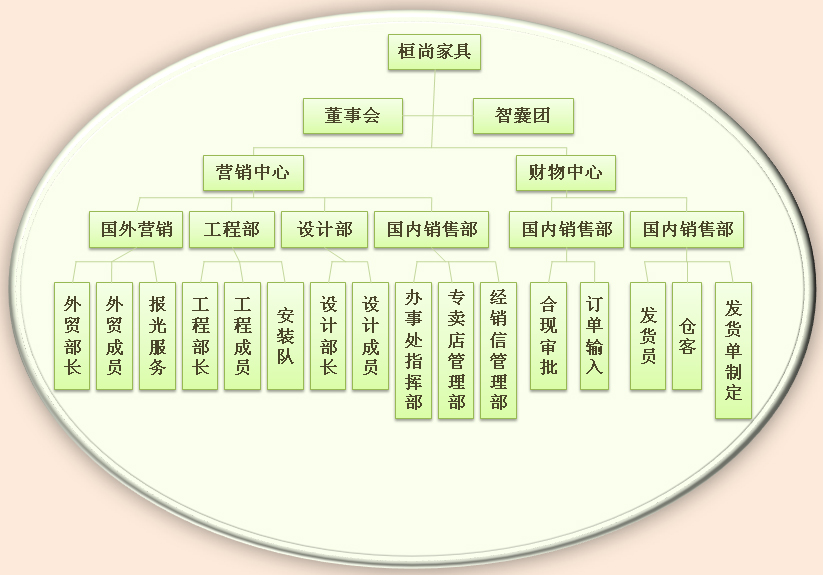 桓尚家具
董事会
智囊团
营销中心
财物中心
国外营销
工程部
设计部
国内销售部
国内销售部
国内销售部
外贸部长
外贸成员
报光服务
工程部长
工程成员
安装队
设计部长
设计成员
办事处指挥部
专卖店管理部
经销信管理部
合现审批
订单输入
发货员
仓客
发货单制定